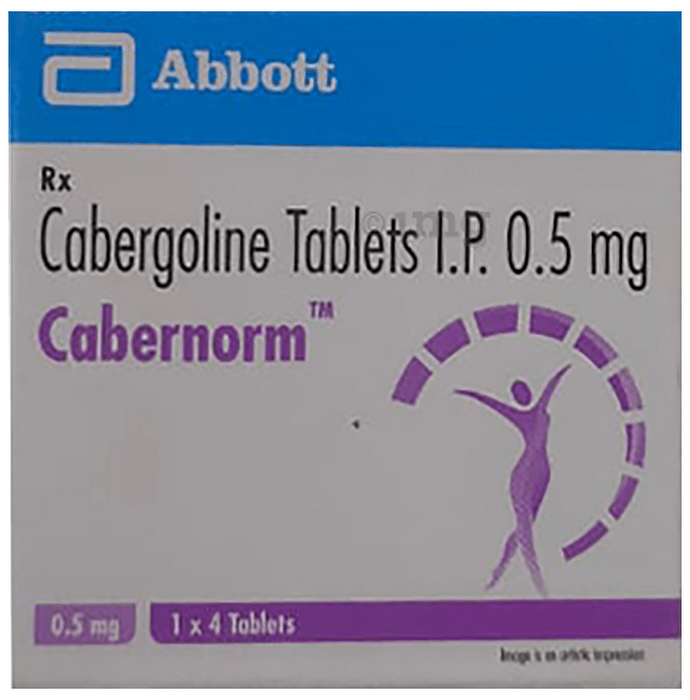 Abbott
Rx
Cabergoline Tablets I.P. 0.5 mg
Cabernorm™
1mg
0.5 mg
1 x 4 Tablets
Image is an artistic impression